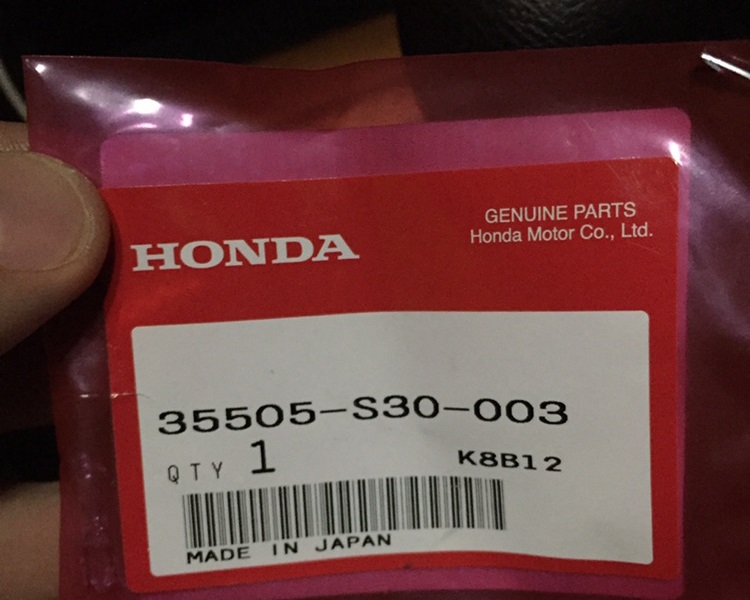 GENUINE PARTS
HONDA
Honda Motor Co., Ltd.
35505-S30-003
QTY 1
K8B12
MADE IN JAPAN